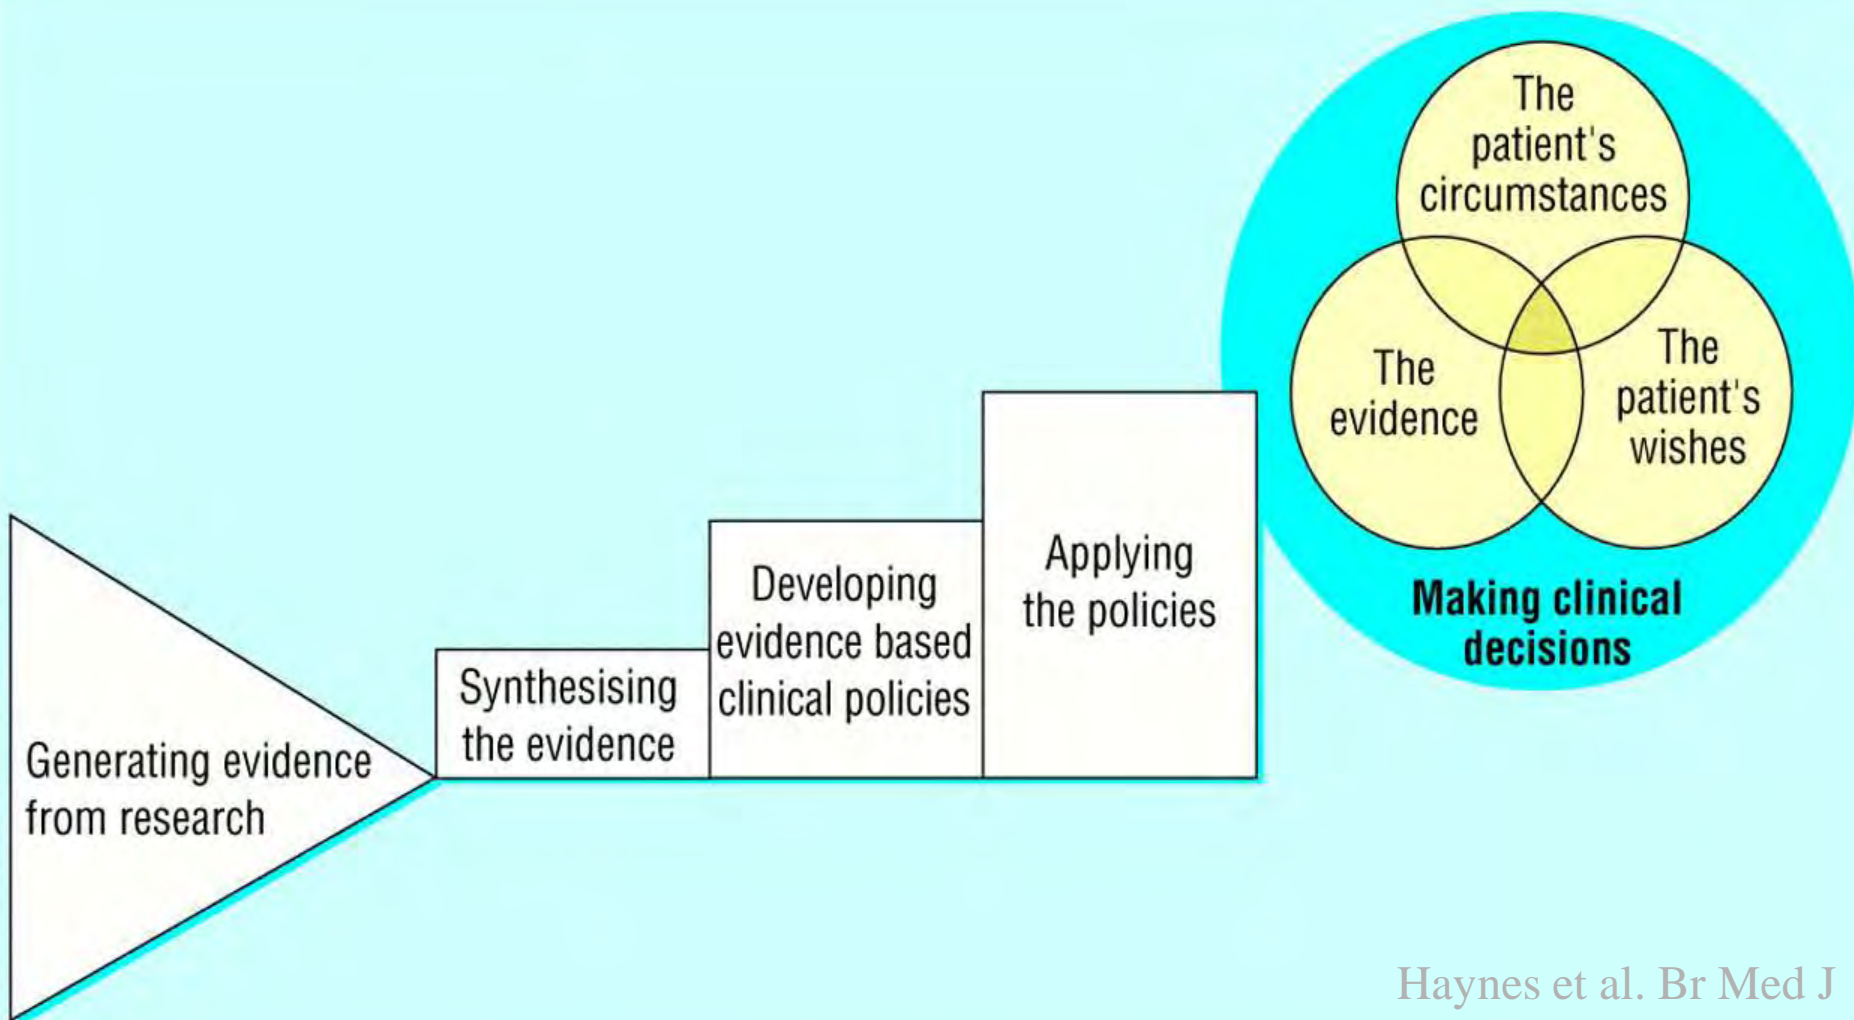 Generating evidence
from research
Synthesising
the evidence
Developing
evidence based
clinical policies
Applying
the policies
The
patient's
circumstances
The
evidence
The
patient's
wishes
Making clinical
decisions
Haynes et al. Br Med J